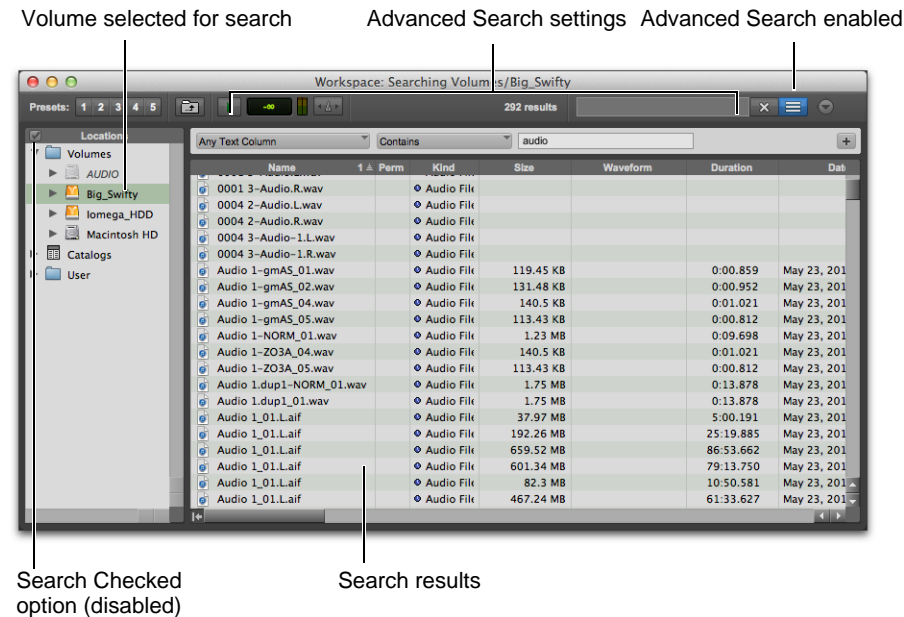 Volume selected for search
Advanced Search settings
Advanced Search enabled
Workspace: Searching Volumes/Big_Swifty
Presets: 1 2 3 4 5
-∞
292 results
Locations
Any Text Column
Contains
audio
Volumes
AUDIO
Big_Swifty
Iomega_HDD
Macintosh HD
Catalogs
User
Name 1 Perm Kind Size Waveform Duration Date
0001 3-Audio.R.wav Audio File
0004 2-Audio.L.wav Audio File
0004 2-Audio.R.wav Audio File
0004 3-Audio-1.L.wav Audio File
0004 3-Audio-1.R.wav Audio File
Audio 1-gmAS_01.wav Audio File 119.45 KB 0:00.859 May 23, 201
Audio 1-gmAS_02.wav Audio File 131.48 KB 0:00.952 May 23, 201
Audio 1-gmAS_04.wav Audio File 140.5 KB 0:01.021 May 23, 201
Audio 1-gmAS_05.wav Audio File 113.43 KB 0:00.812 May 23, 201
Audio 1-NORM_01.wav Audio File 1.23 MB 0:09.698 May 23, 201
Audio 1-ZO3A_04.wav Audio File 140.5 KB 0:01.021 May 23, 201
Audio 1-ZO3A_05.wav Audio File 113.43 KB 0:00.812 May 23, 201
Audio 1.dup1-NORM_01.wav Audio File 1.75 MB 0:13.878 May 23, 201
Audio 1.dup1_01.wav Audio File 1.75 MB 0:13.878 May 23, 201
Audio 1_01.L.aif Audio File 37.97 MB 5:00.191 May 23, 201
Audio 1_01.L.aif Audio File 192.26 MB 25:19.885 May 23, 201
Audio 1_01.L.aif Audio File 659.52 MB 86:53.662 May 23, 201
Audio 1_01.L.aif Audio File 601.34 MB 79:13.750 May 23, 201
Audio 1_01.L.aif Audio File 82.3 MB 10:50.581 May 23, 201
Audio 1_01.L.aif Audio File 467.24 MB 61:33.627 May 23, 201
Search Checked
option (disabled)
Search results